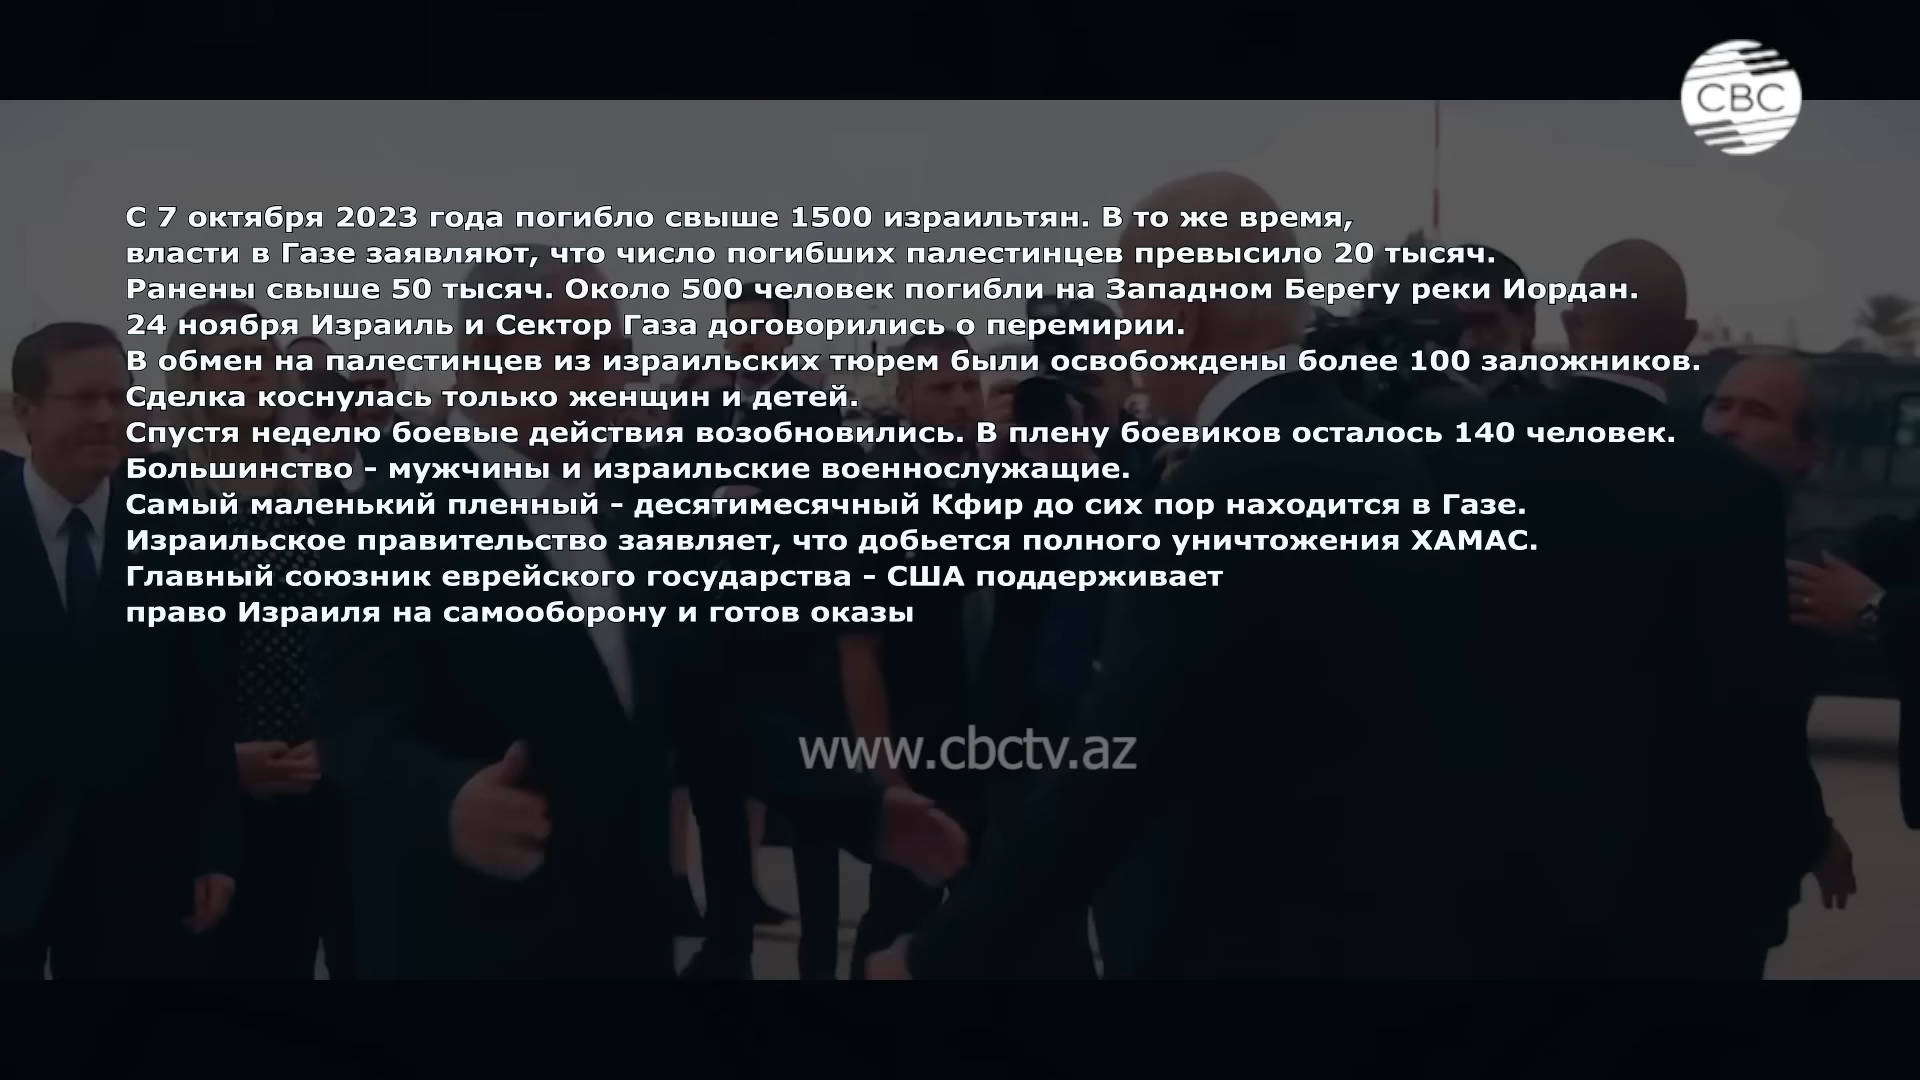 CBC
С 7 октября 2023 года погибло свыше 1500 израильтян. В то же время,
власти в Газе заявляют, что число погибших палестинцев превысило 20 тысяч.
Ранены свыше 50 тысяч. Около 500 человек погибли на Западном Берегу реки Иордан.
24 ноября Израиль и Сектор Газа договорились о перемирии.
В обмен на палестинцев из израильских тюрем были освобождены более 100 заложников.
Сделка коснулась только женщин и детей.
Спустя неделю боевые действия возобновились. В плену боевиков осталось 140 человек.
Большинство - мужчины и израильские военнослужащие.
Самый маленький пленный - десятимесячный Кфир до сих пор находится в Газе.
Израильское правительство заявляет, что добьется полного уничтожения ХАМАС.
Главный союзник еврейского государства - США поддерживает
право Израиля на самооборону и готов оказы
www.cbctv.az